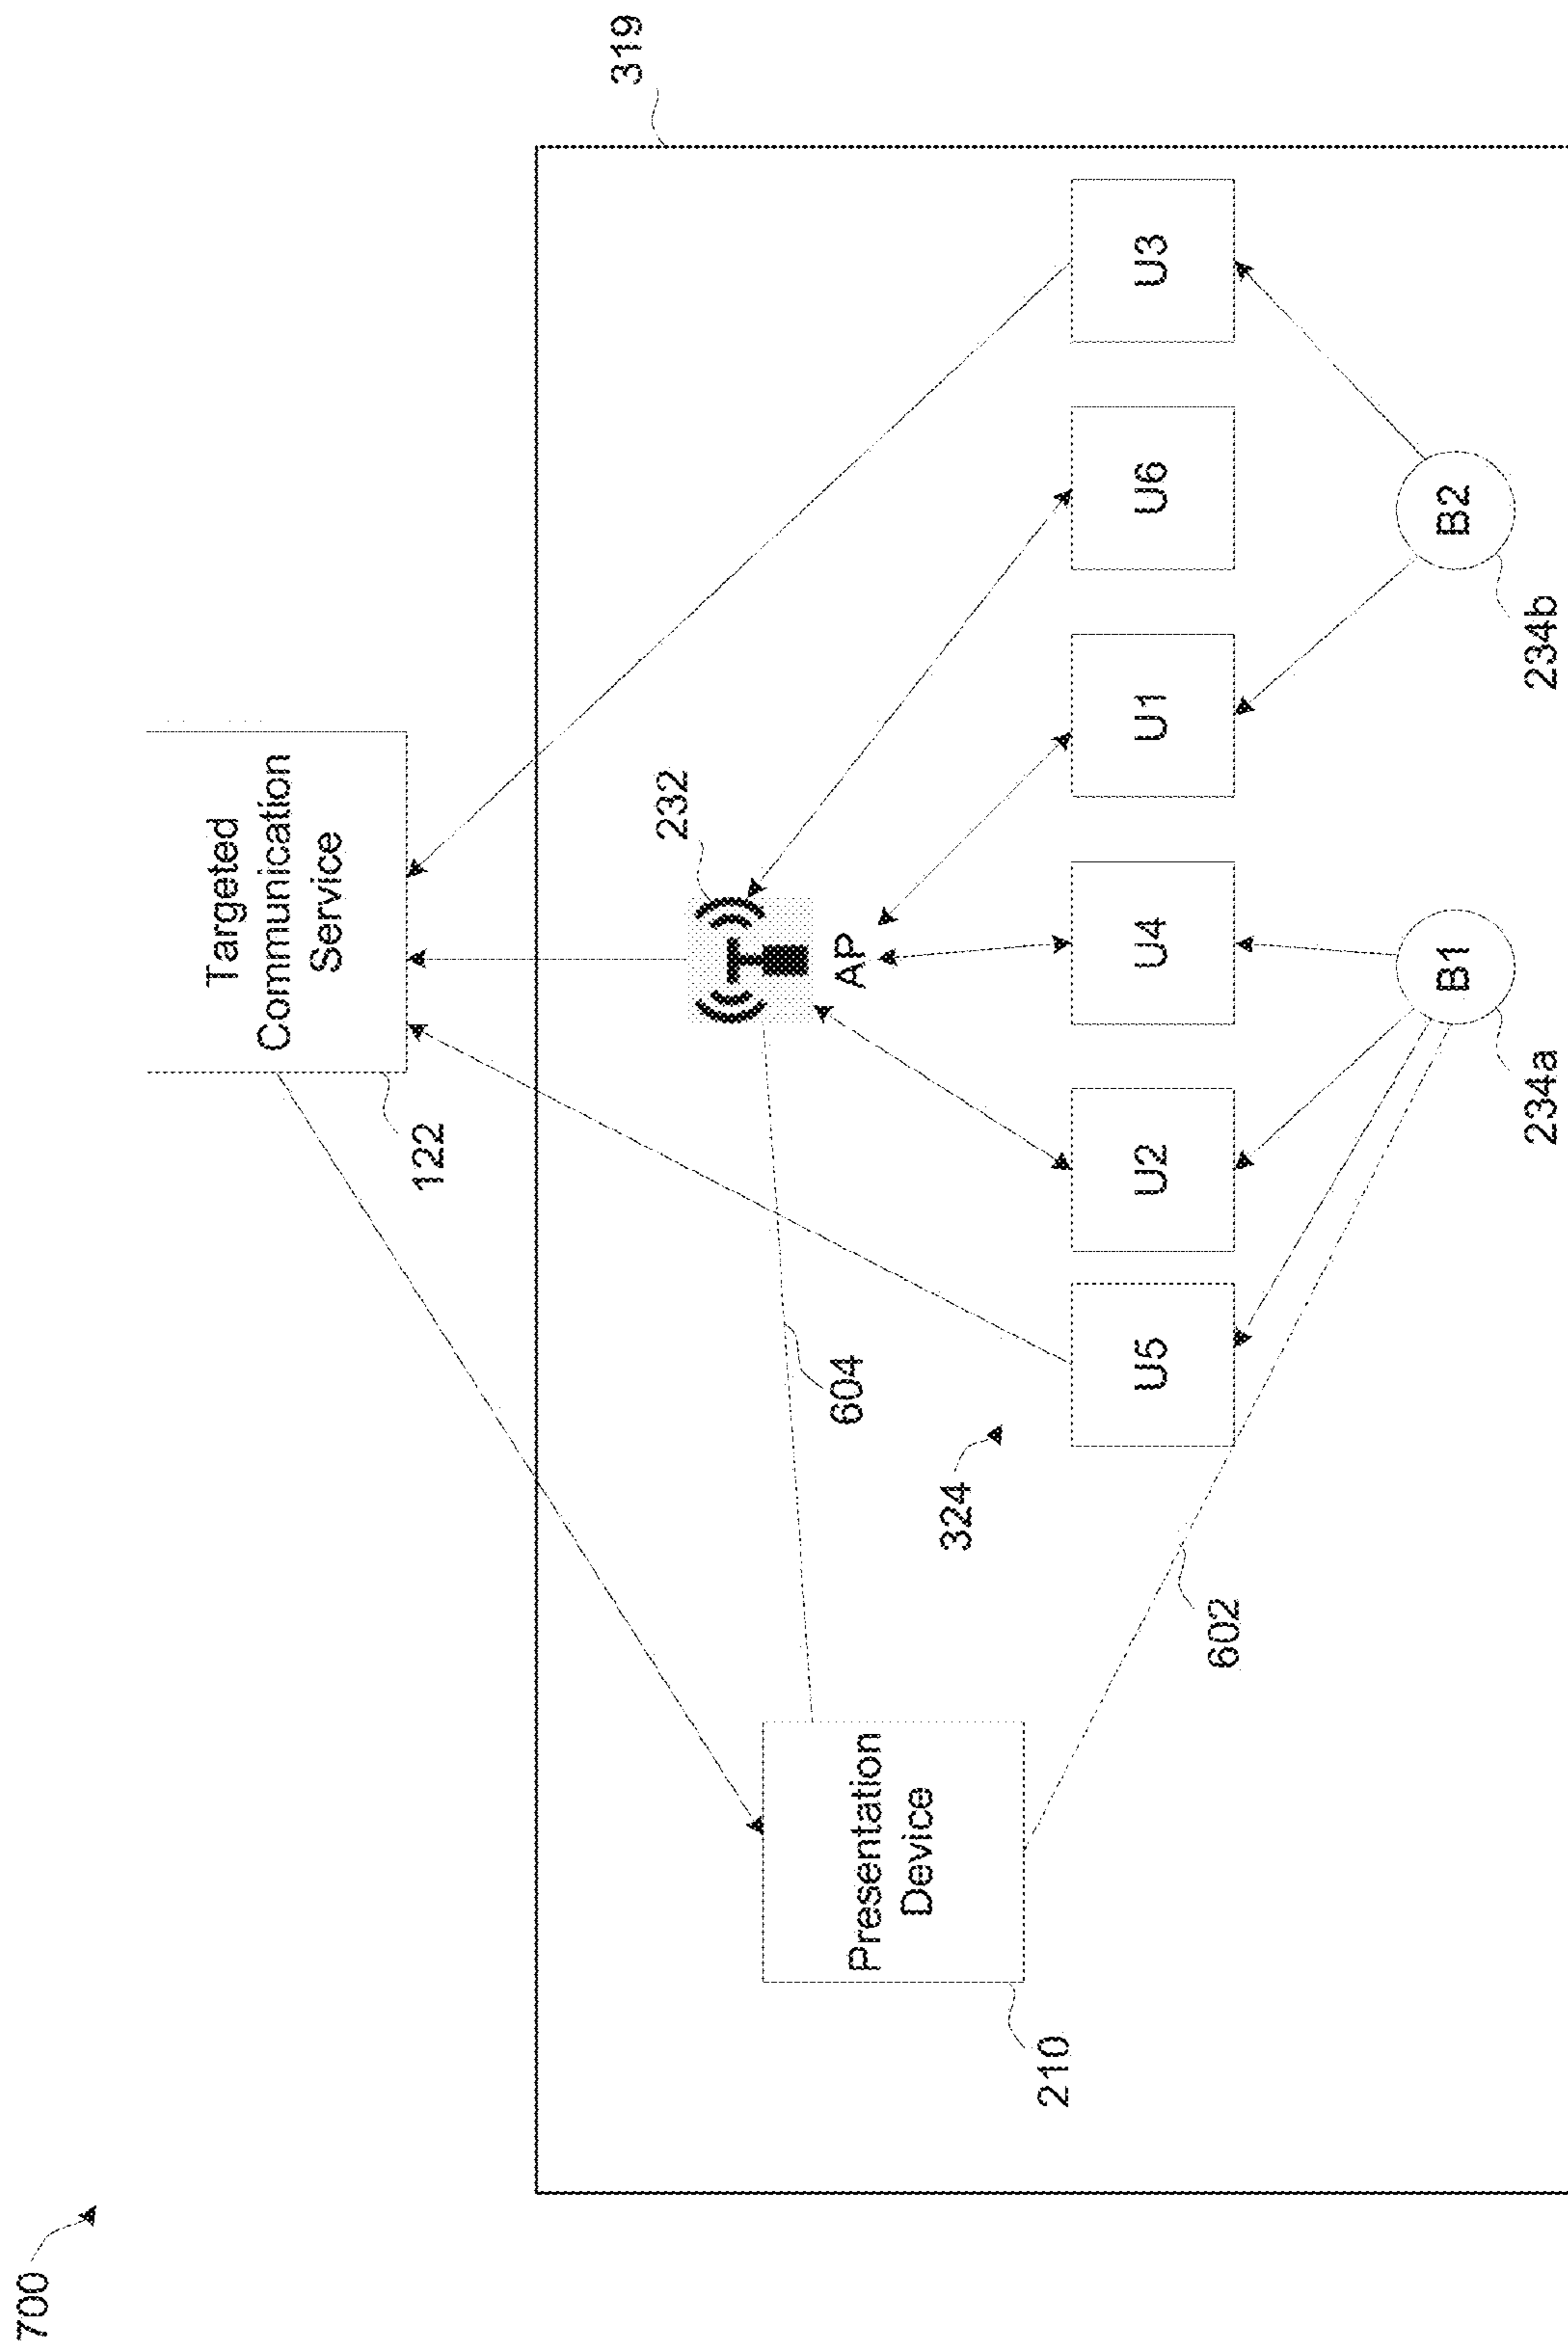 700
Targeted
Communication
Service
122
319
232
AP
604
Presentation
Device
210
324
602
U5
U2
U4
U1
U6
U3
B1
234a
B2
234b